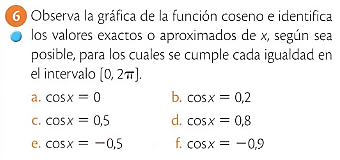 6 Observa la gráfica de la función coseno e identifica
los valores exactos o aproximados de x, según sea
posible, para los cuales se cumple cada igualdad en
el intervalo [0, 2π].
a. cos x = 0 b. cos x = 0,2
c. cos x = 0,5 d. cos x = 0,8
e. cos x = −0,5 f. cos x = −0,9